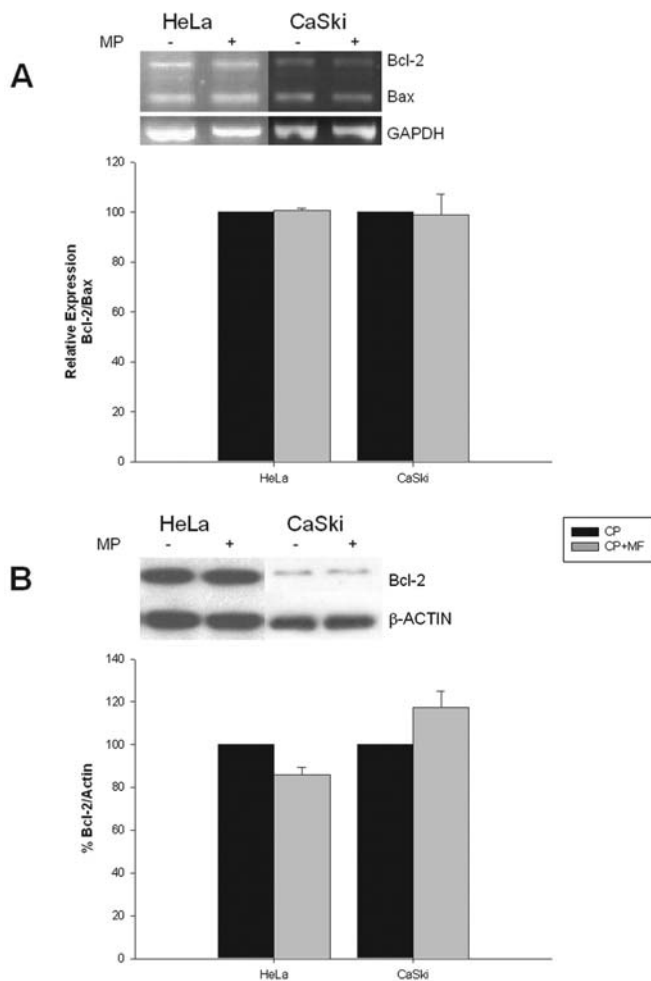 HeLa CaSki
MP - + - +
A
Bcl-2
Bax
GAPDH
120
100
80
60
40
20
0
Relative Expression
Bcl-2/Bax
HeLa CaSki
CP
CP+MF
B
HeLa CaSki
MP - + - +
Bcl-2
β-ACTIN
140
120
100
80
60
40
20
0
% Bcl-2/Actin
HeLa CaSki